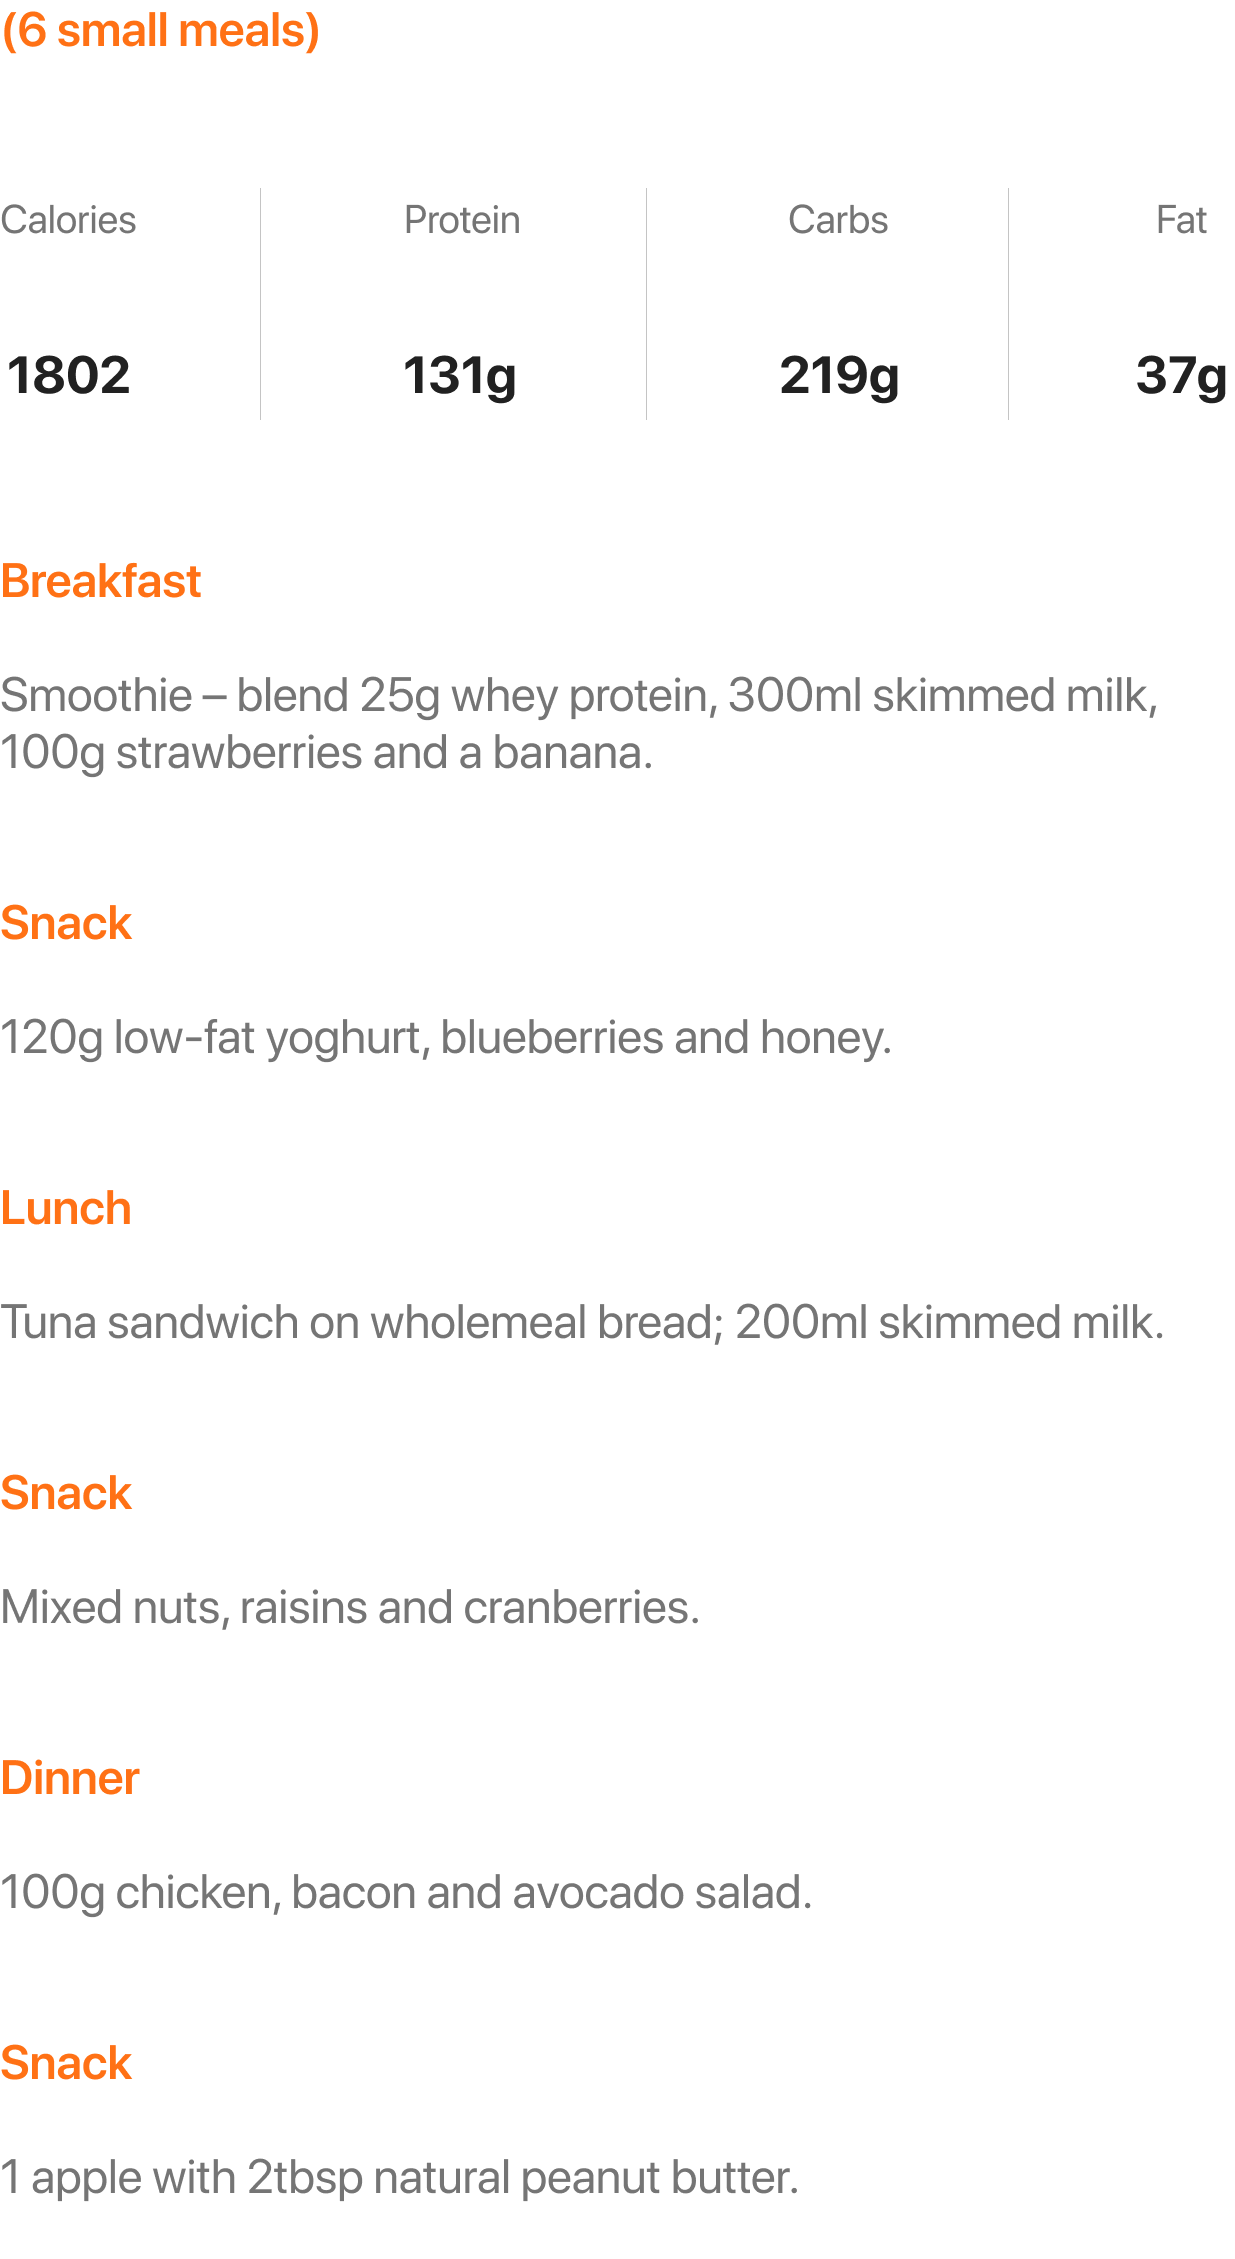 (6 small meals)
Calories Protein Carbs Fat
1802 131g 219g 37g
Breakfast
Smoothie – blend 25g whey protein, 300ml skimmed milk,
100g strawberries and a banana.
Snack
120g low-fat yoghurt, blueberries and honey.
Lunch
Tuna sandwich on wholemeal bread; 200ml skimmed milk.
Snack
Mixed nuts, raisins and cranberries.
Dinner
100g chicken, bacon and avocado salad.
Snack
1 apple with 2tbsp natural peanut butter.